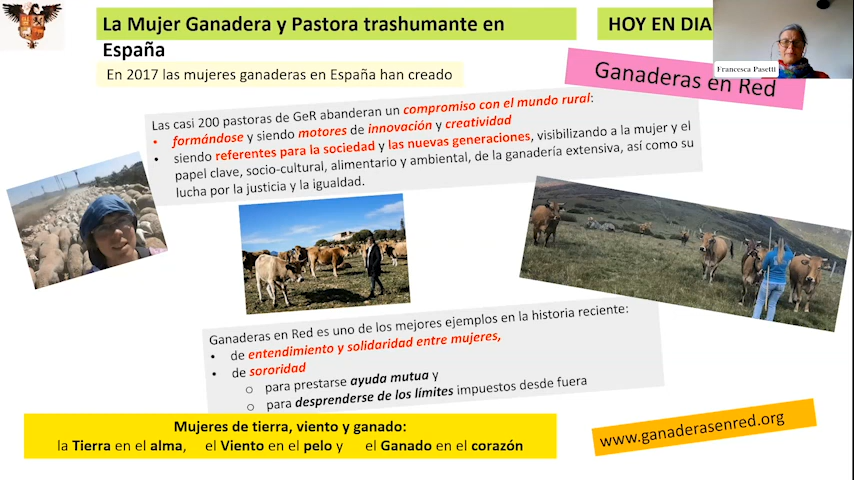 La Mujer Ganadera y Pastora trashumante en
España
HOY EN DIA
Francesca Pasetti
En 2017 las mujeres ganaderas en España han creado
Ganaderas en Red
Las casi 200 pastoras de GeR abanderan un compromiso con el mundo rural:
• formándose y siendo motores de innovación y creatividad
• siendo referentes para la sociedad y las nuevas generaciones, visibilizando a la mujer y el
papel clave, socio-cultural, alimentario y ambiental, de la ganadería extensiva, así como su
lucha por la justicia y la igualdad.
Ganaderas en Red es uno de los mejores ejemplos en la historia reciente:
• de entendimiento y solidaridad entre mujeres,
• de sororidad
o para prestarse ayuda mutua y
o para desprenderse de los límites impuestos desde fuera
Mujeres de tierra, viento y ganado:
la Tierra en el alma, el Viento en el pelo y el Ganado en el corazón
www.ganaderasenred.org